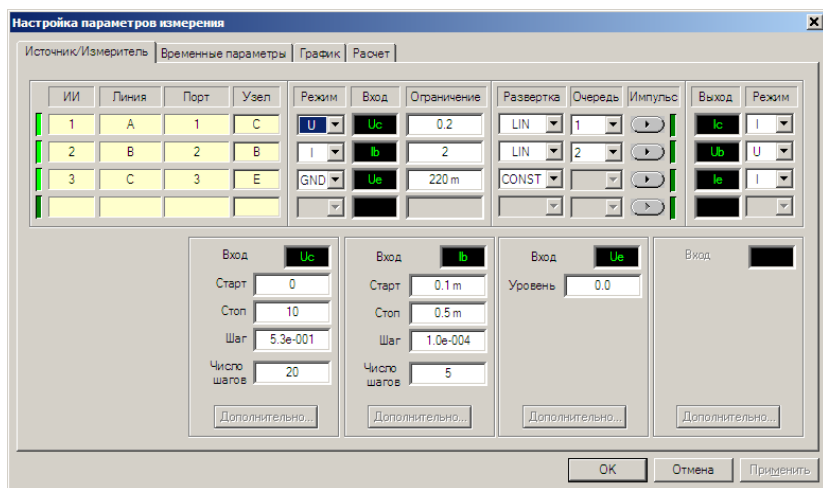 Настройка параметров измерения
Источник/Измеритель Временные параметры График Расчет
ИИ Линия Порт Узел Режим Вход Ограничение Развертка Очередь Импульс Выход Режим
1 A 1 C U Uc 0.2 LIN 1 Ic I
2 B 2 B I Ib 2 LIN 2 Ub U
3 C 3 E GND Ue 220 m CONST Ie I
Вход Uc Вход Ib Вход Ue Вход
Старт 0 Старт 0.1 m Уровень 0.0
Стоп 10 Стоп 0.5 m
Шаг 5.3e-001 Шаг 1.0e-004
Число шагов 20 Число шагов 5
Дополнительно... Дополнительно... Дополнительно... Дополнительно...
OK Отмена Применить